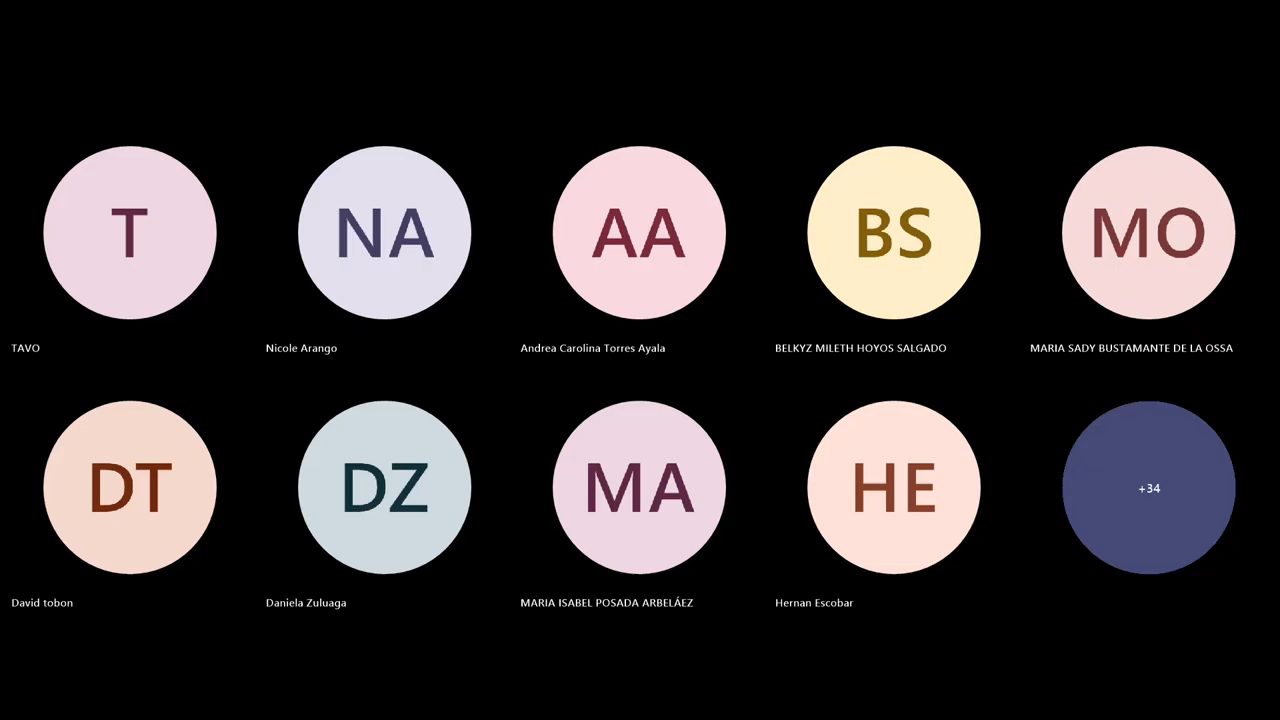 T
NA
AA
BS
MO
TAVO
Nicole Arango
Andrea Carolina Torres Ayala
BELKYZ MILETH HOYOS SALGADO
MARIA SADY BUSTAMANTE DE LA OSSA
DT
DZ
MA
HE
+34
David tobon
Daniela Zuluaga
MARIA ISABEL POSADA ARBELÁEZ
Hernan Escobar